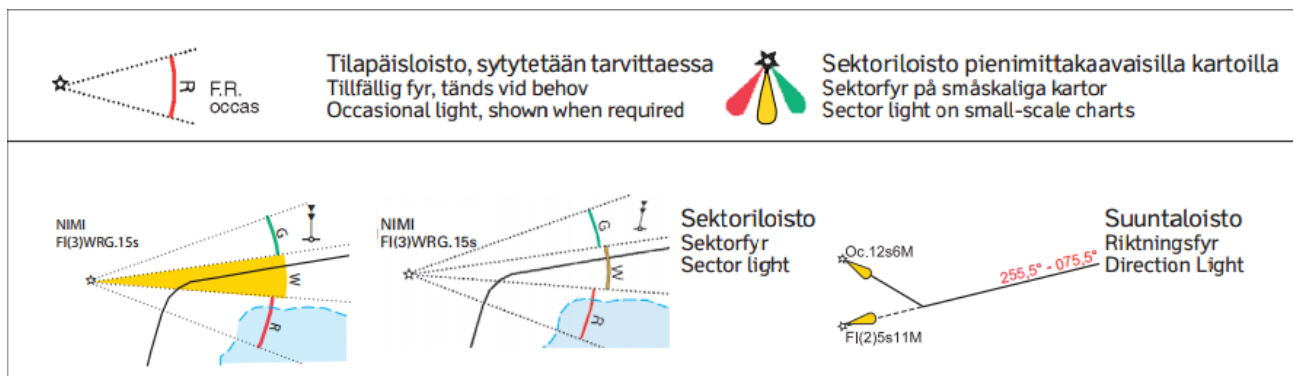 R
F.R.
occas
Tilapäisloisto, sytytetään tarvittaessa
Tillfällig fyr, tänds vid behov
Occasional light, shown when required
Sektoriloisto pienimittakaavaisilla kartoilla
Sektorfyr på småskaliga kartor
Sector light on small-scale charts
NIMI
Fl(3)WRG.15s
G
W
R
NIMI
Fl(3)WRG.15s
G
W
R
Sektoriloisto
Sektorfyr
Sector light
Oc.12s6M
Fl(2)5s11M
255,5° - 075,5°
Suuntaloisto
Riktningsfyr
Direction Light